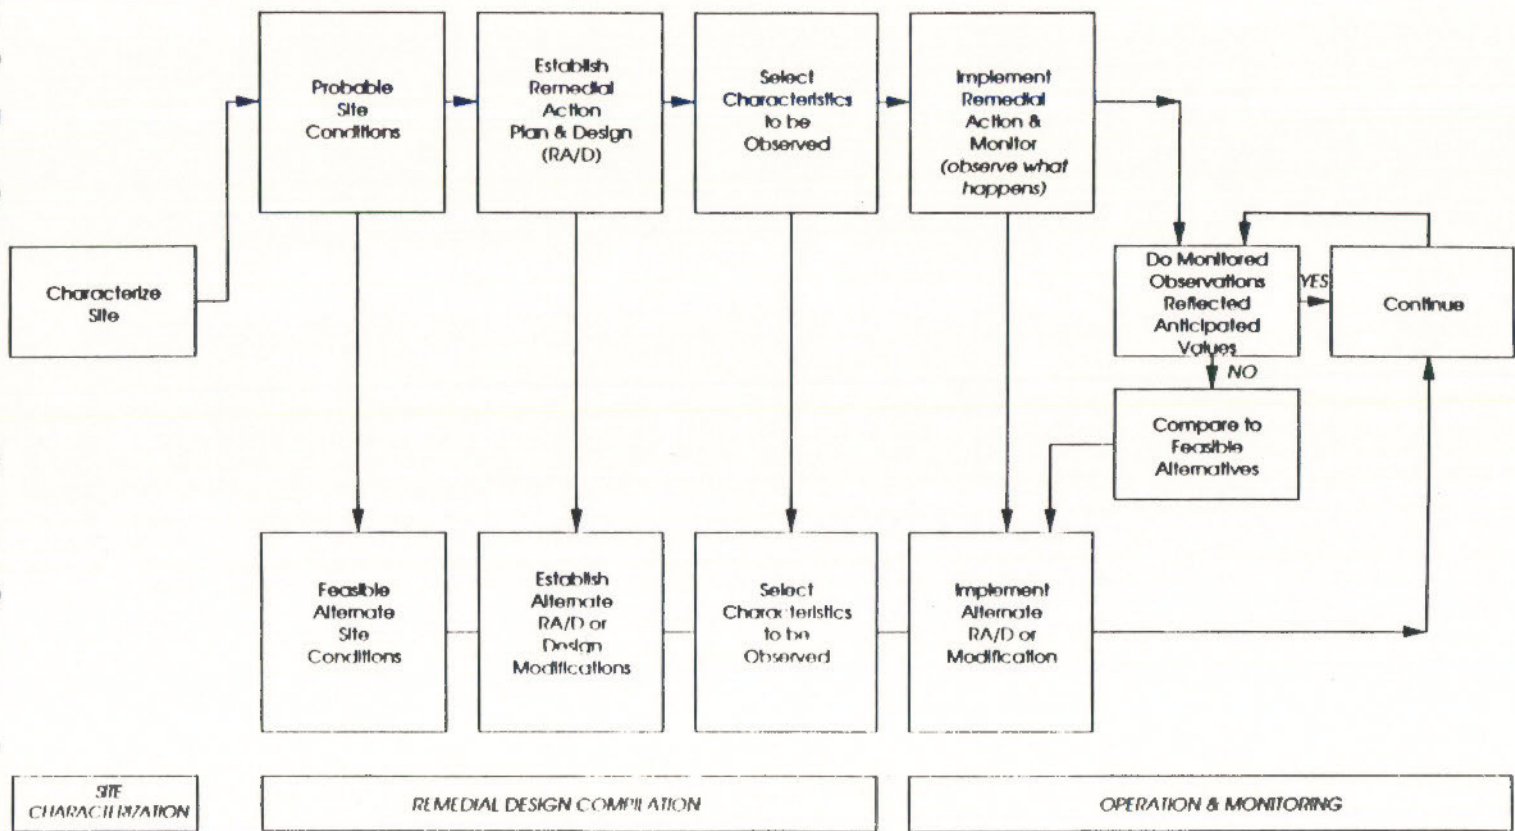 Probable
Site
Conditions
Establish
Remedial
Action
Plan & Design
(RA/D)
Select
Characteristics
to be
Observed
Implement
Remedial
Action &
Monitor
(observe what
happens)
Characterize
Site
Do Monitored
Observations
Reflected
Anticipated
Values
YES
Continue
NO
Compare to
Feasible
Alternatives
Feasible
Alternate
Site
Conditions
Establish
Alternate
RA/D or
Design
Modifications
Select
Characteristics
to be
Observed
Implement
Alternate
RA/D or
Modification
SITE
CHARACTERIZATION
REMEDIAL DESIGN COMPILATION
OPERATION & MONITORING